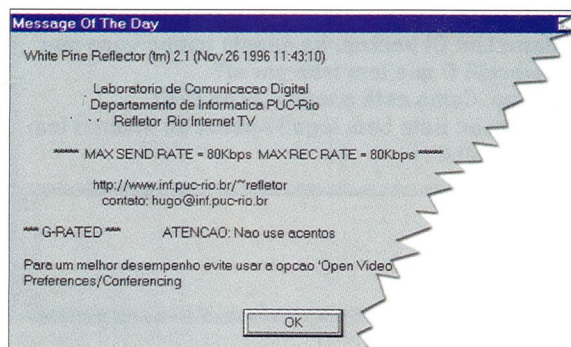 Message Of The Day
White Pine Reflector (tm) 2.1 (Nov 26 1996 11:43:10)
Laboratorio de Comunicacao Digital
Departamento de Informatica PUC-Rio
Refletor Rio Internet TV
***** MAX SEND RATE = 80Kbps MAX REC RATE = 80Kbps *****
http://www.inf.puc-rio.br/~refletor
contato: hugo@inf.puc-rio.br
*** G-RATED *** ATENCAO: Nao use acentos
Para um melhor desempenho evite usar a opcao 'Open Video
Preferences/Conferencing
OK